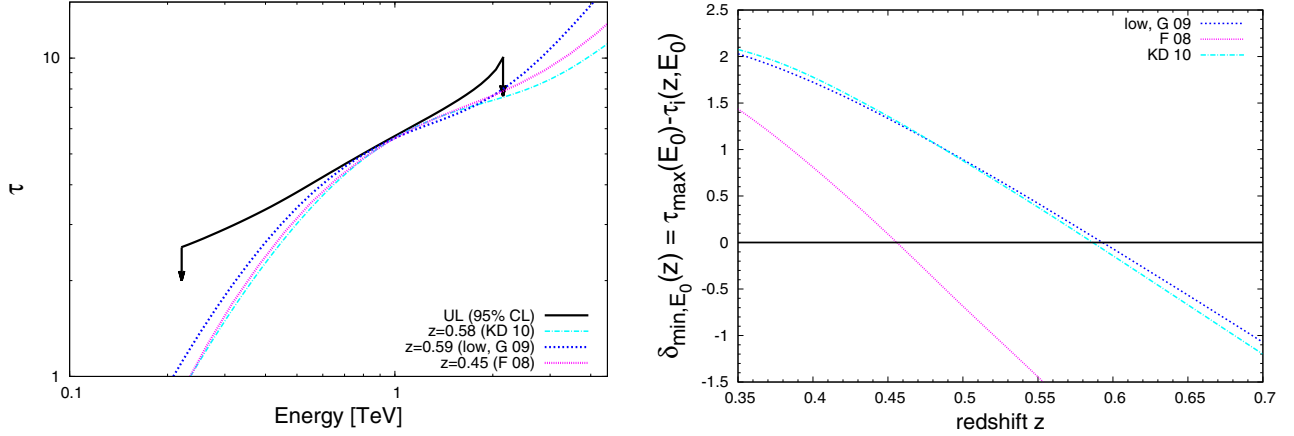 τ
10
1
0.1
1
Energy [TeV]
UL (95% CL)
z=0.58 (KD 10)
z=0.59 (low, G 09)
z=0.45 (F 08)
δmin,E0(z) = τmax(E0)-τi(z,E0)
2.5
2
1.5
1
0.5
0
-0.5
-1
-1.5
0.35
0.4
0.45
0.5
0.55
0.6
0.65
0.7
redshift z
low, G 09
F 08
KD 10